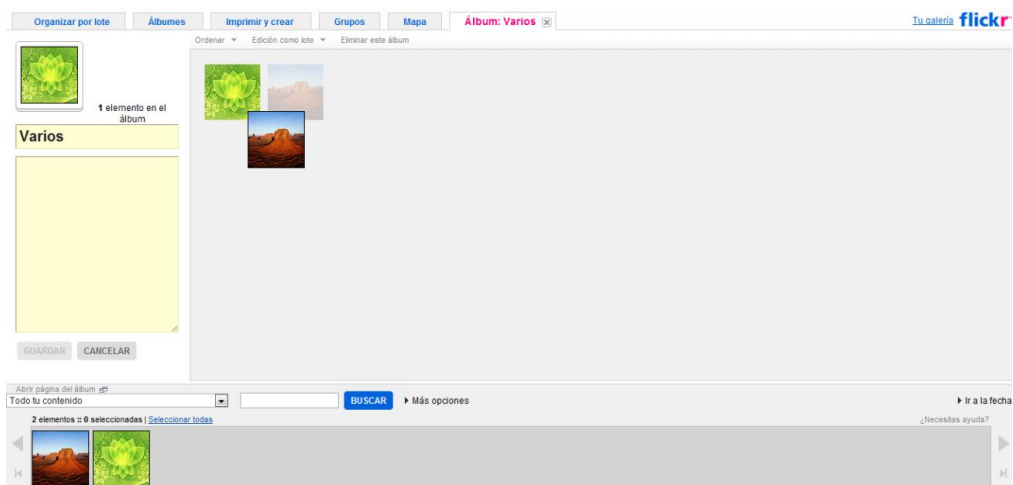 Organizar por lote Álbumes Imprimir y crear Grupos Mapa Álbum: Varios Tu galería flickr
Ordenar Edición como lote Eliminar este álbum
1 elemento en el
álbum
Varios
GUARDAR CANCELAR
Abrir página del álbum
Todo tu contenido BUSCAR Más opciones Ir a la fecha
2 elementos :: 0 seleccionadas | Seleccionar todas ¿Necesitas ayuda?